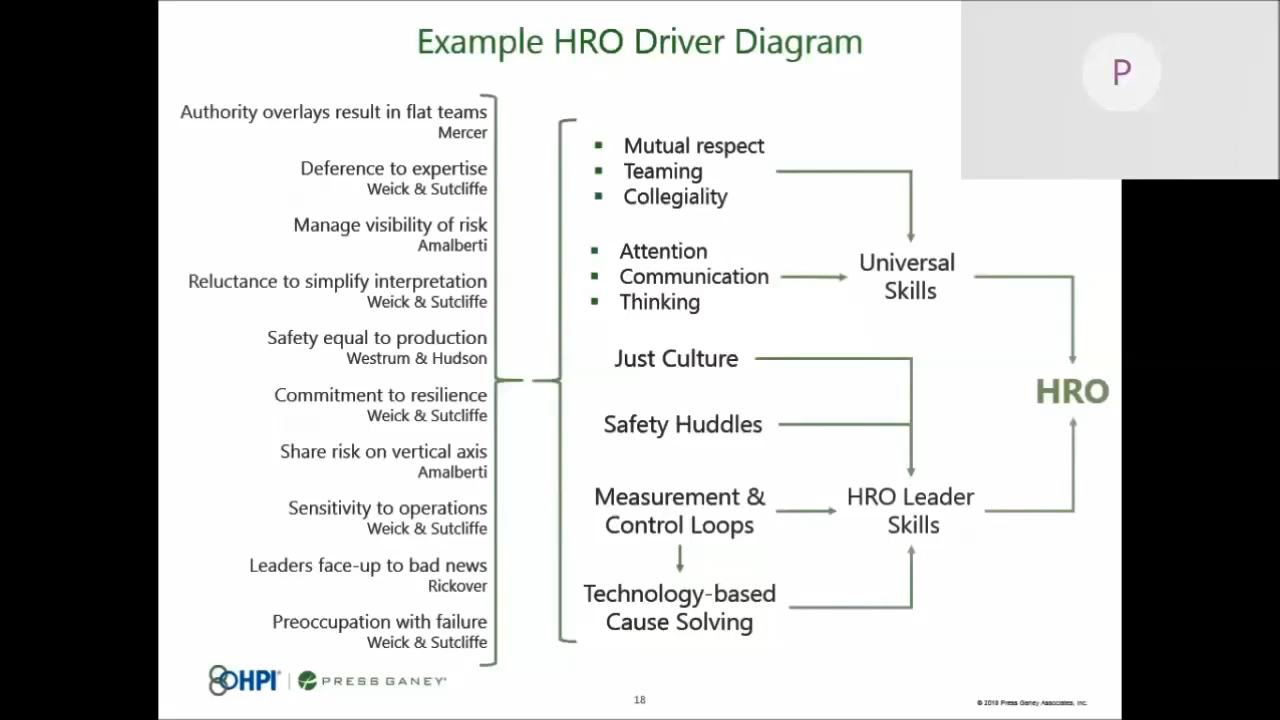 Example HRO Driver Diagram
P
Authority overlays result in flat teams
Mercer
Deference to expertise
Weick & Sutcliffe
Manage visibility of risk
Amalberti
Reluctance to simplify interpretation
Weick & Sutcliffe
Safety equal to production
Westrum & Hudson
Commitment to resilience
Weick & Sutcliffe
Share risk on vertical axis
Amalberti
Sensitivity to operations
Weick & Sutcliffe
Leaders face-up to bad news
Rickover
Preoccupation with failure
Weick & Sutcliffe
Mutual respect
Teaming
Collegiality
Attention
Communication
Thinking
Just Culture
Safety Huddles
Measurement &
Control Loops
Technology-based
Cause Solving
Universal
Skills
HRO Leader
Skills
HRO
HPI
PRESS GANEY
18
© 2018 Press Ganey Associates, Inc.